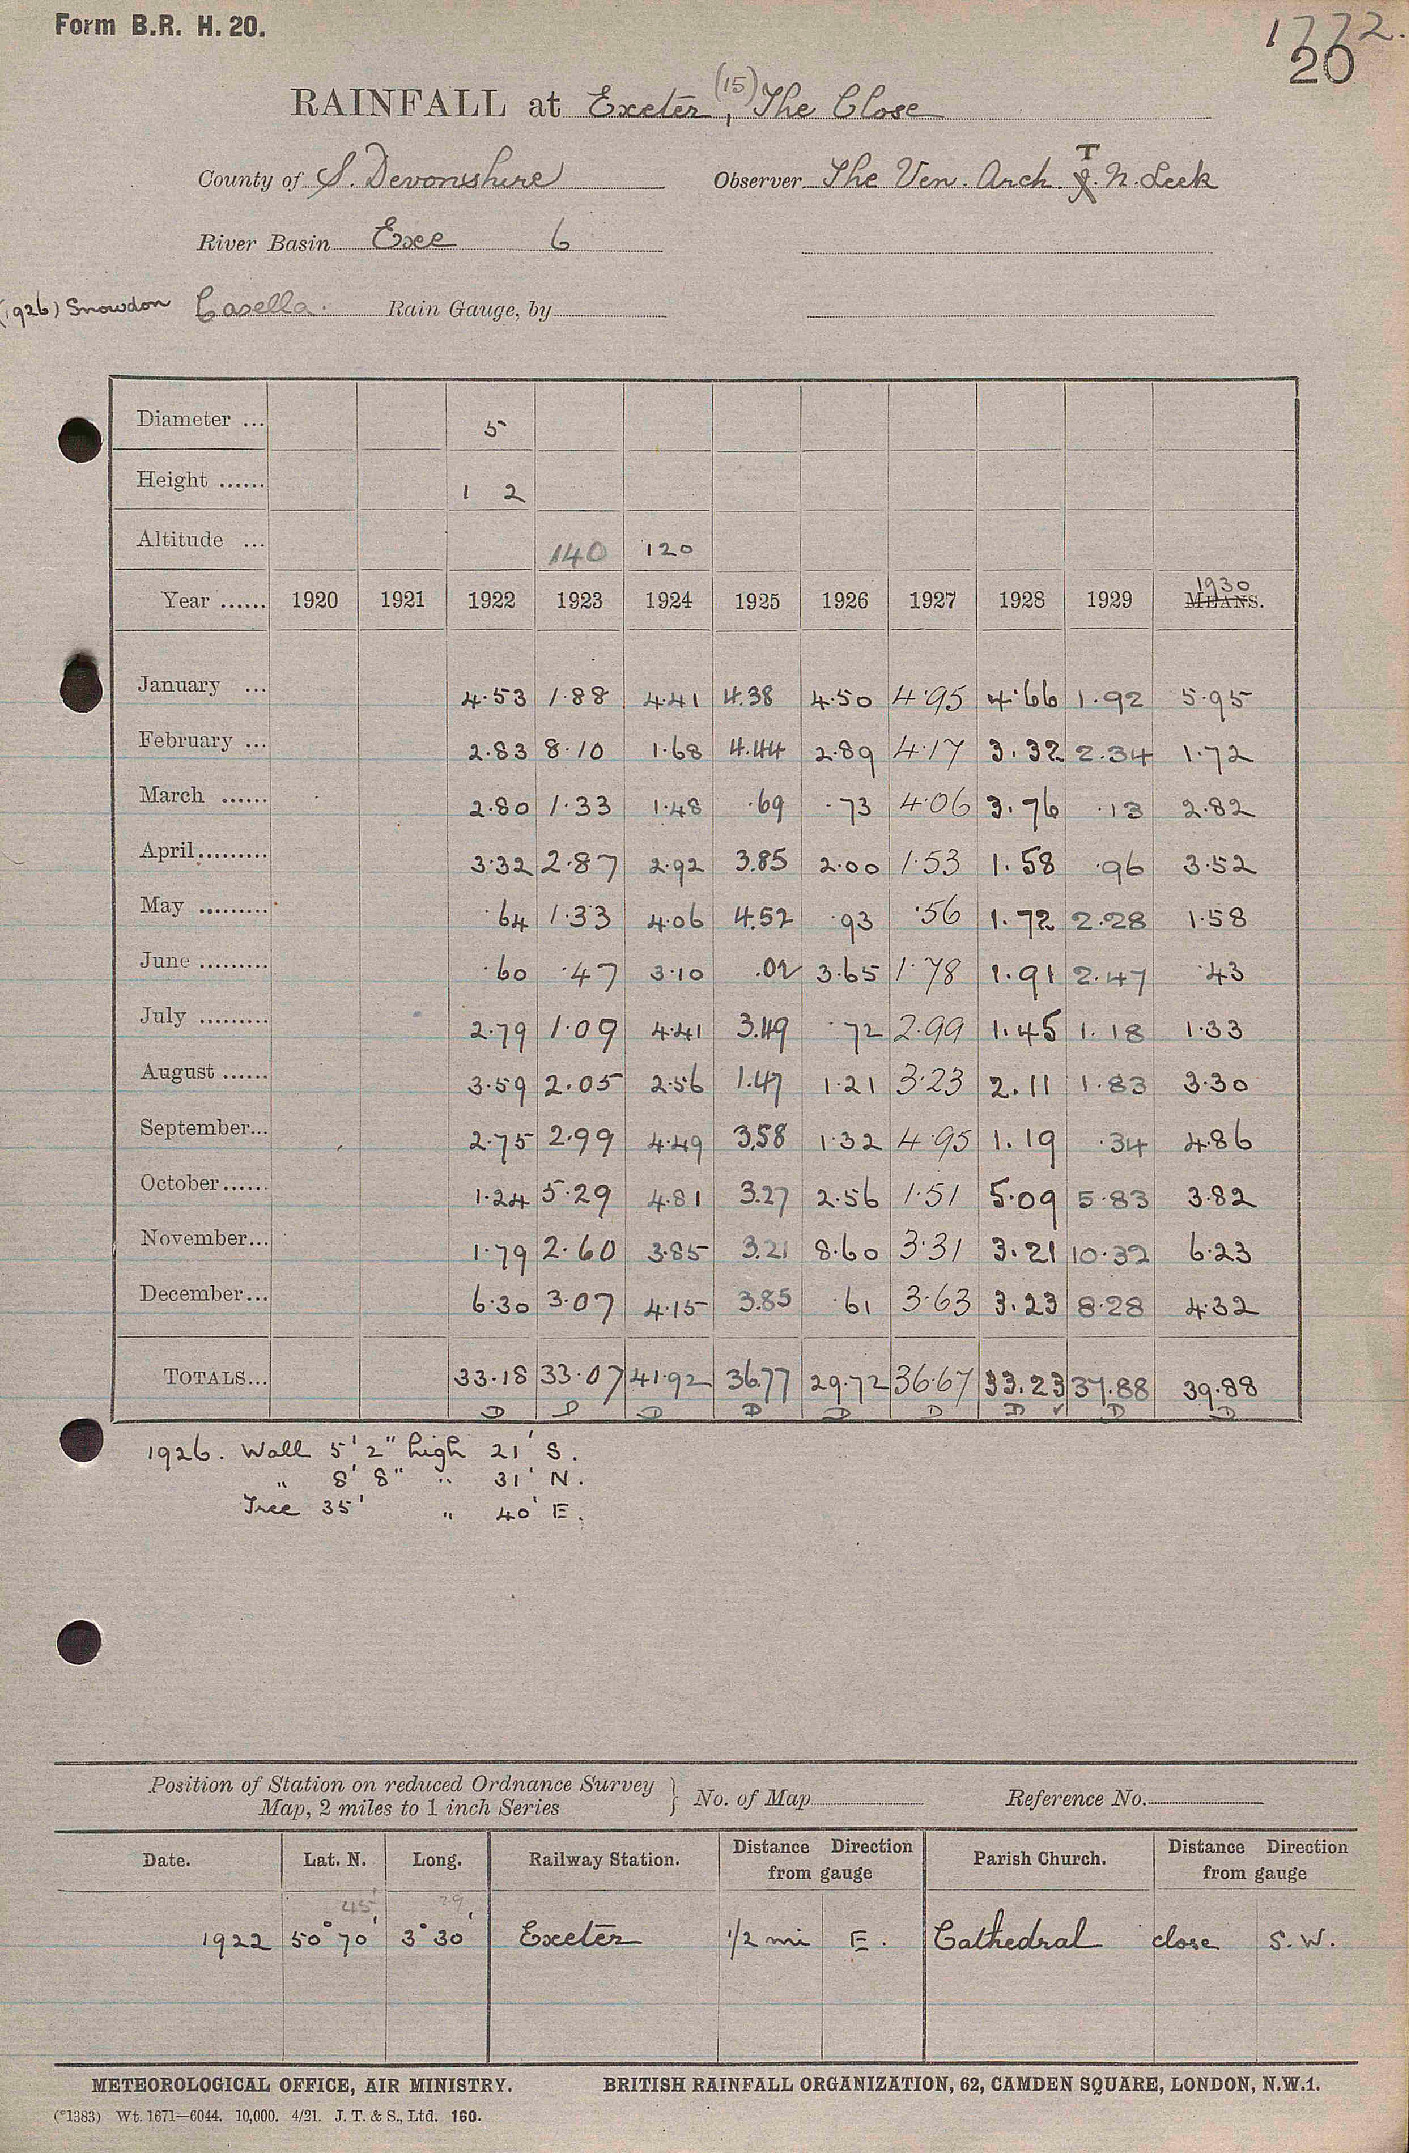 Form B.R. H. 20.
1772.
20
RAINFALL at Exeter, (15) The Close
County of S. Devonshire Observer The Ven. Arch. T. N. Leek
River Basin Exe 6
(1926) Snowdon Casella. Rain Gauge, by
Diameter ... 5
Height ...... 1 2
Altitude ... 140 120
Year ...... 1920 1921 1922 1923 1924 1925 1926 1927 1928 1929 1930 MEANS.
January ... 4.53 1.88 4.41 4.38 4.50 4.95 4.66 1.92 5.95
February ... 2.83 8.10 1.68 4.44 2.89 4.17 3.32 2.34 1.72
March ...... 2.80 1.33 1.48 .69 .73 4.06 3.76 .13 2.82
April......... 3.32 2.87 2.92 3.85 2.00 1.53 1.58 .96 3.52
May ......... .64 1.33 4.06 4.52 .93 .56 1.72 2.28 1.58
June ......... .60 .47 3.10 .02 3.65 1.78 1.91 2.47 .43
July ......... 2.79 1.09 4.41 3.49 .72 2.99 1.45 1.18 1.33
August ...... 3.59 2.05 2.56 1.47 1.21 3.23 2.11 1.83 3.30
September... 2.75 2.99 4.49 3.58 1.32 4.95 1.19 .34 4.86
October...... 1.24 5.29 4.81 3.27 2.56 1.51 5.09 5.83 3.82
November... 1.79 2.60 3.85 3.21 8.60 3.31 3.21 10.32 6.23
December... 6.30 3.07 4.15 3.85 .61 3.63 3.23 8.28 4.32
TOTALS... 33.18 33.07 41.92 36.77 29.72 36.67 33.23 37.88 39.88
D D D D D D D D
1926. Wall 5' 2" high 21' S.
" 8' 8" " 31' N.
Tree 35' " 40' E.
Position of Station on reduced Ordnance Survey
Map, 2 miles to 1 inch Series } No. of Map Reference No.
Date. Lat. N. Long. Railway Station. Distance Direction from gauge Parish Church. Distance Direction from gauge
45' 29
1922 50° 70' 3° 30' Exeter 1/2 mi E. Cathedral close S.W.
METEOROLOGICAL OFFICE, AIR MINISTRY. BRITISH RAINFALL ORGANIZATION, 62, CAMDEN SQUARE, LONDON, N.W.1.
(*1383) Wt. 1671—6044. 10,000. 4/21. J. T. & S., Ltd. 160.